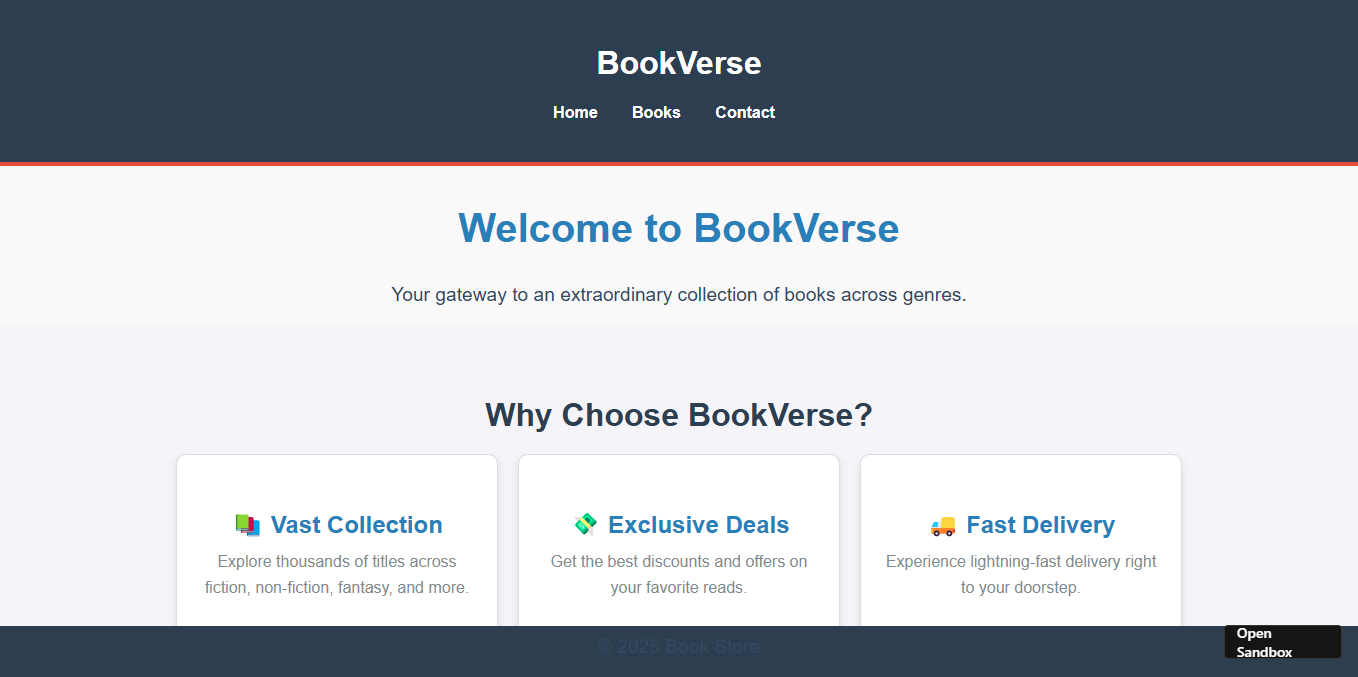 BookVerse
Home Books Contact
Welcome to BookVerse
Your gateway to an extraordinary collection of books across genres.
Why Choose BookVerse?
Vast Collection
Explore thousands of titles across
fiction, non-fiction, fantasy, and more.
Exclusive Deals
Get the best discounts and offers on
your favorite reads.
Fast Delivery
Experience lightning-fast delivery right
to your doorstep.
© 2025 Book Store
Open
Sandbox